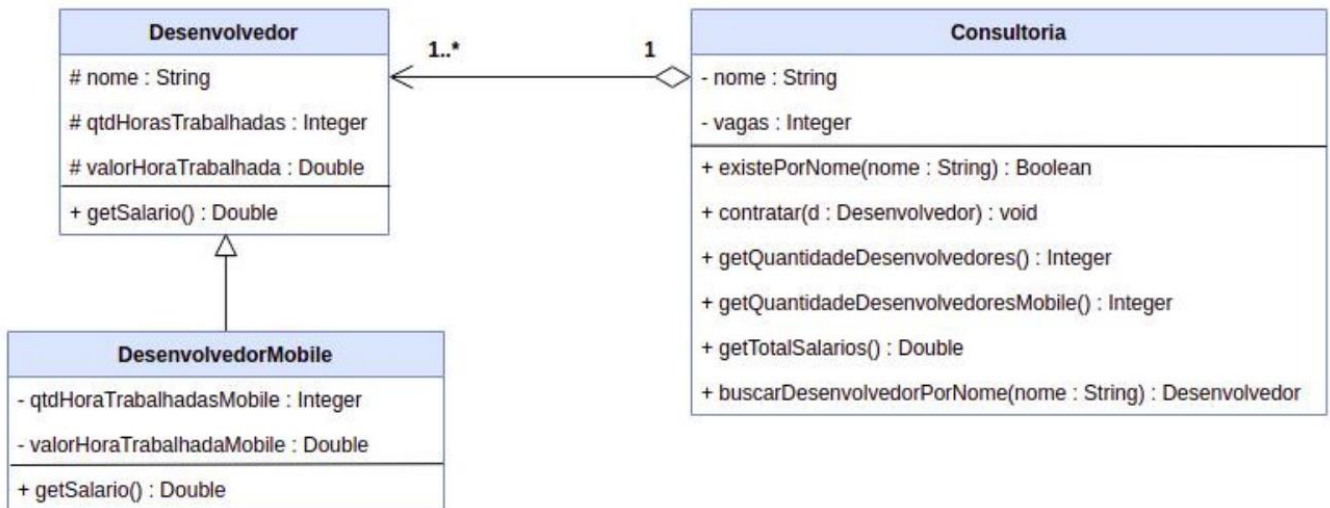 Desenvolvedor
# nome : String
# qtdHorasTrabalhadas : Integer
# valorHoraTrabalhada : Double
+ getSalario() : Double
1..*
1
Consultoria
- nome : String
- vagas : Integer
+ existePorNome(nome : String) : Boolean
+ contratar(d : Desenvolvedor) : void
+ getQuantidadeDesenvolvedores() : Integer
+ getQuantidadeDesenvolvedoresMobile() : Integer
+ getTotalSalarios() : Double
+ buscarDesenvolvedorPorNome(nome : String) : Desenvolvedor
DesenvolvedorMobile
- qtdHoraTrabalhadasMobile : Integer
- valorHoraTrabalhadaMobile : Double
+ getSalario() : Double